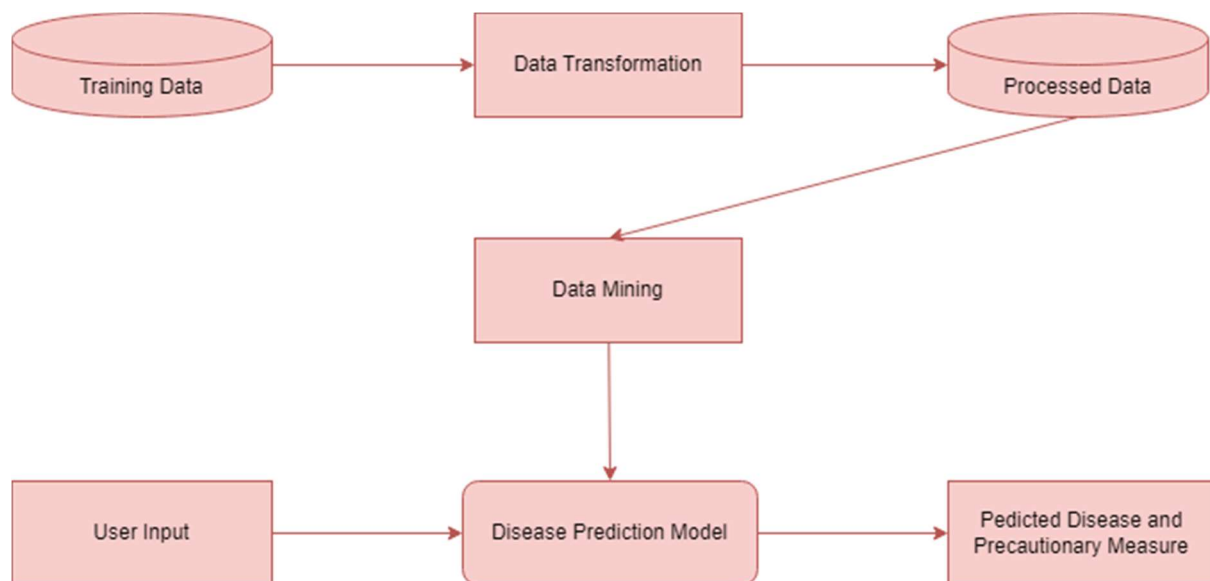 Training Data
Data Transformation
Processed Data
Data Mining
User Input
Disease Prediction Model
Pedicted Disease and
Precautionary Measure